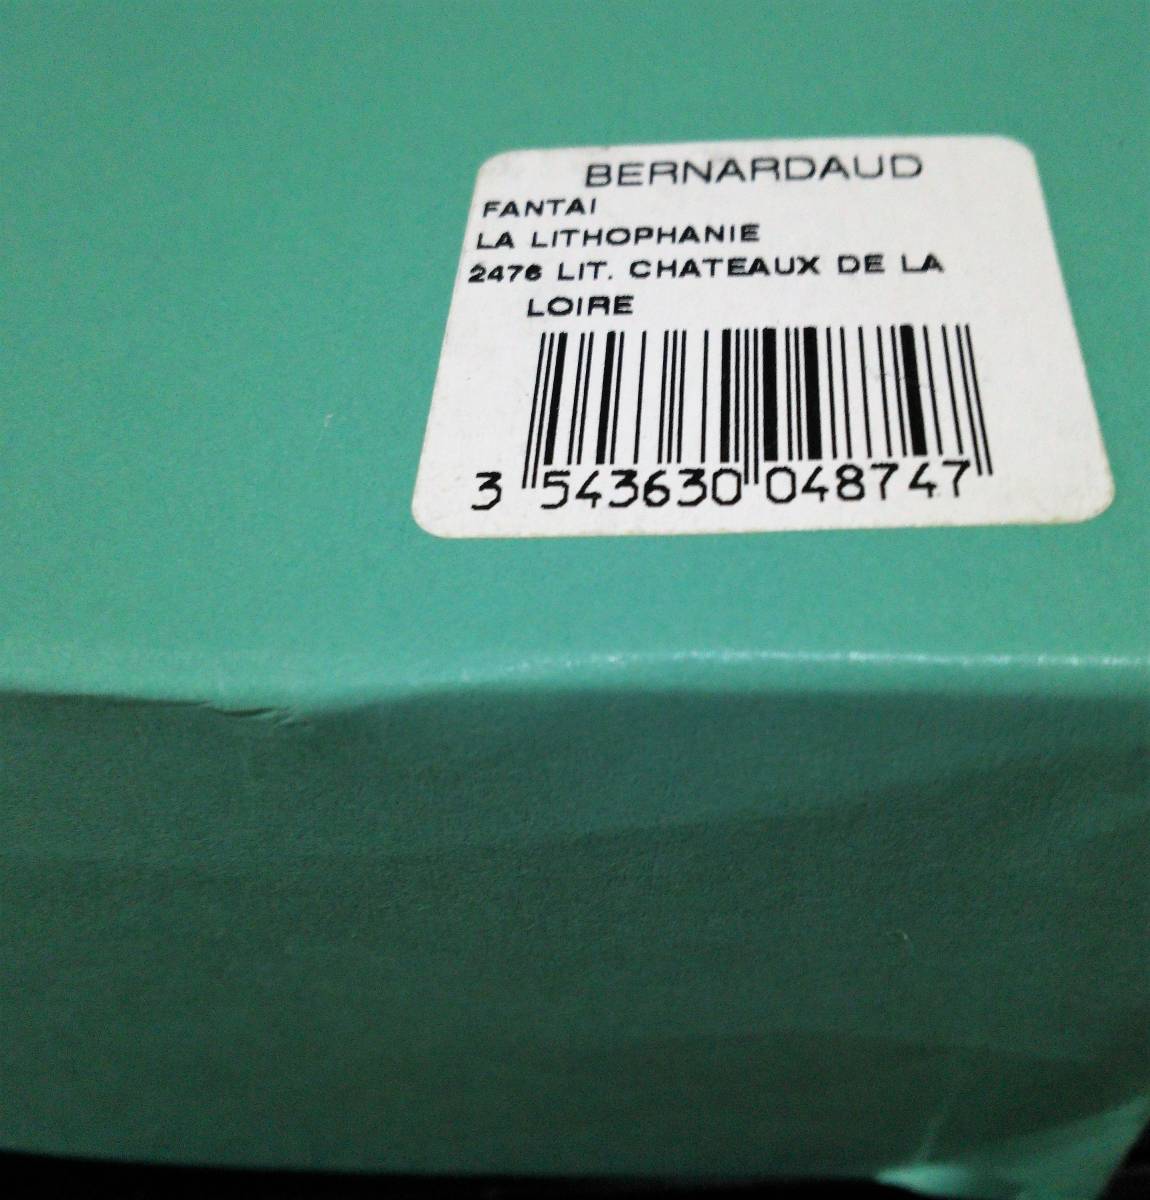 BERNARDAUD
FANTAI
LA LITHOPHANIE
2476 LIT. CHATEAUX DE LA
LOIRE
3 543630 048747